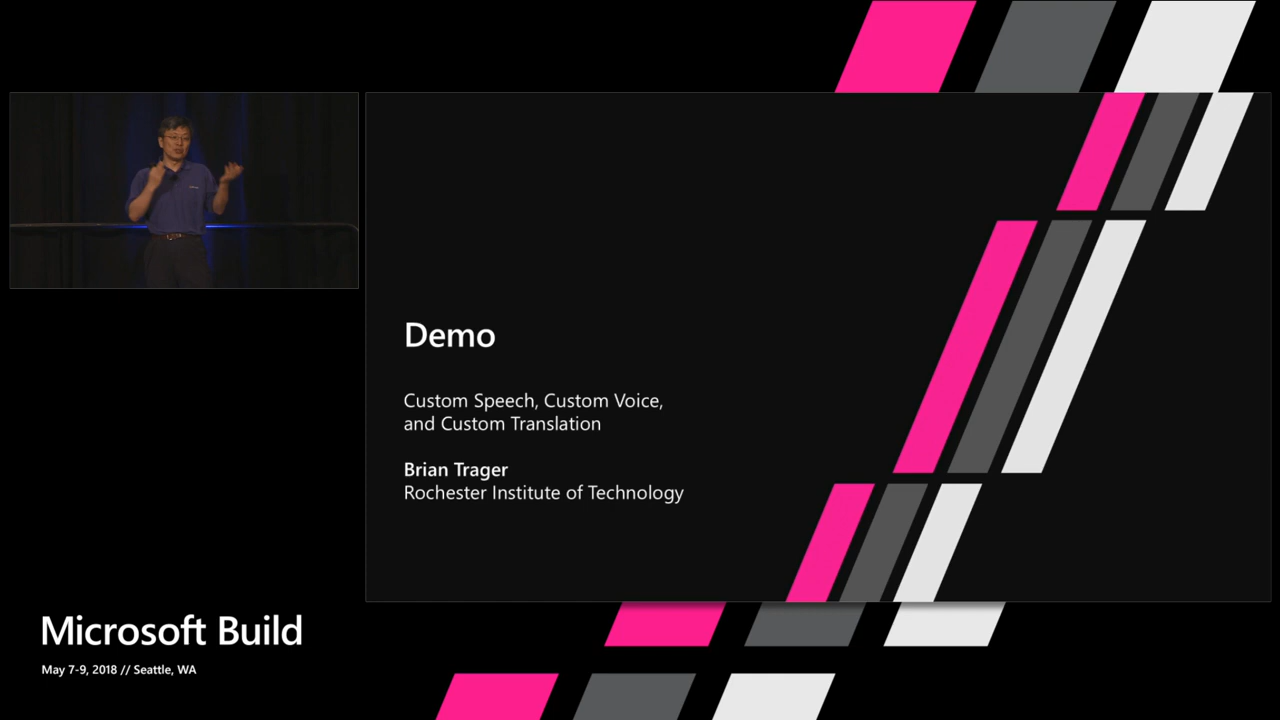 Demo
Custom Speech, Custom Voice,
and Custom Translation
Brian Trager
Rochester Institute of Technology
Microsoft Build
May 7-9, 2018 // Seattle, WA